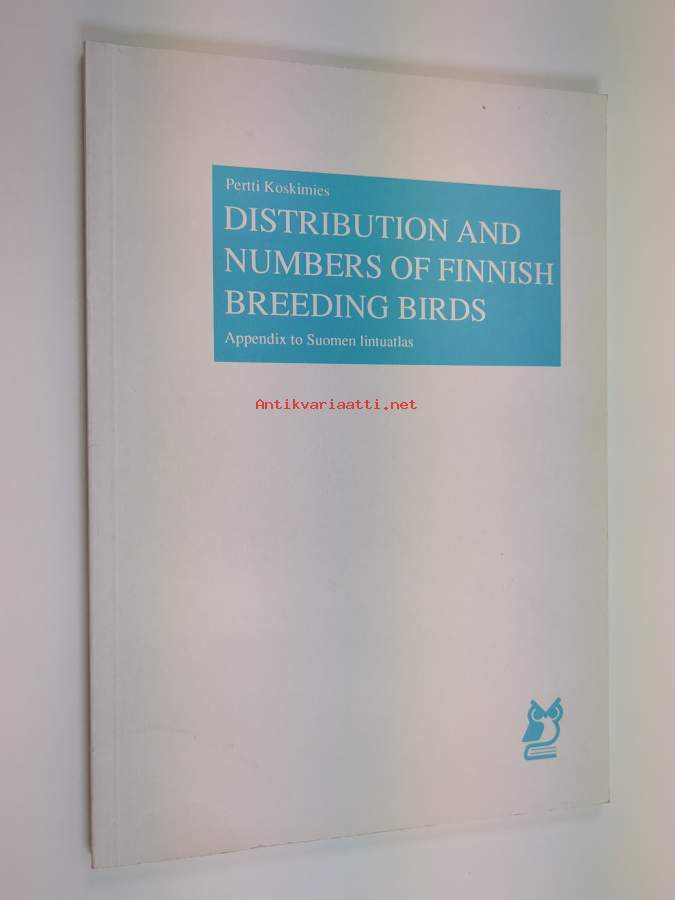 Pertti Koskimies
DISTRIBUTION AND
NUMBERS OF FINNISH
BREEDING BIRDS
Appendix to Suomen lintuatlas
Antikvariaatti.net